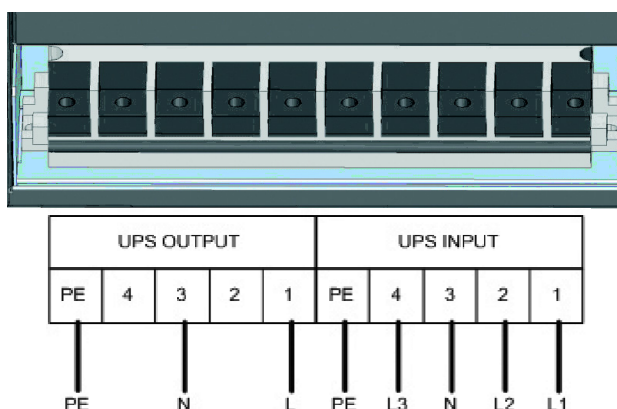 UPS OUTPUT UPS INPUT
PE 4 3 2 1 PE 4 3 2 1
PE N L PE L3 N L2 L1